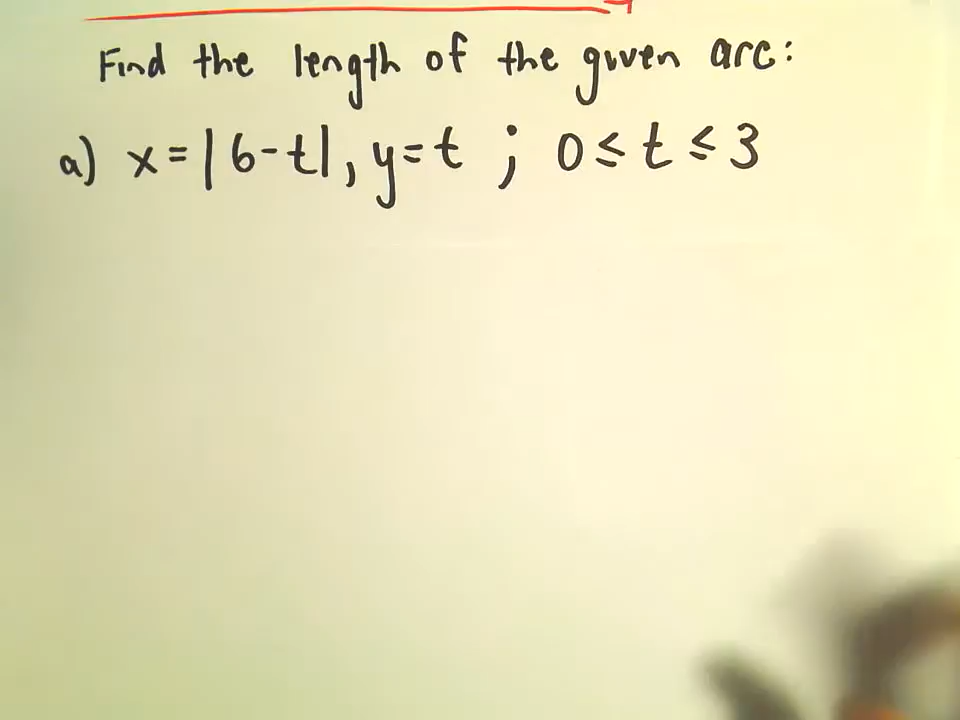 Find the length of the given arc:
a) x=|6-t|, y=t ; 0≤t≤3